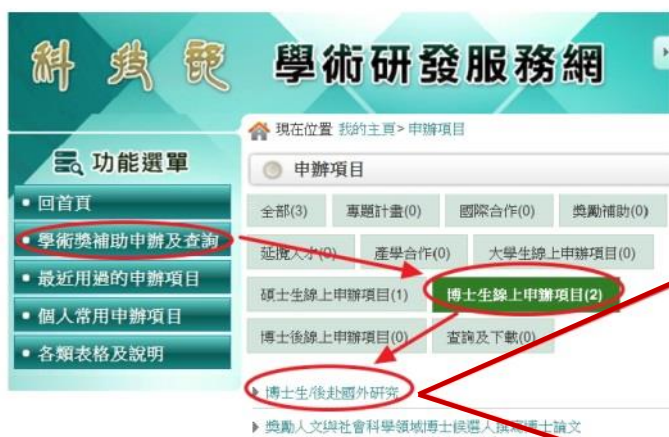 科技部 學術研發服務網
現在位置 我的主頁> 申辦項目
功能選單
回首頁
學術獎補助申辦及查詢
最近用過的申辦項目
個人常用申辦項目
各類表格及說明
申辦項目
全部(3) 專題計畫(0) 國際合作(0) 獎勵補助(0)
延攬人才(0) 產學合作(0) 大學生線上申辦項目(0)
碩士生線上申辦項目(1) 博士生線上申辦項目(2)
博士後線上申辦項目(0) 查詢及下載(0)
博士生/後赴國外研究
獎勵人文與社會科學領域博士候選人撰寫博士論文